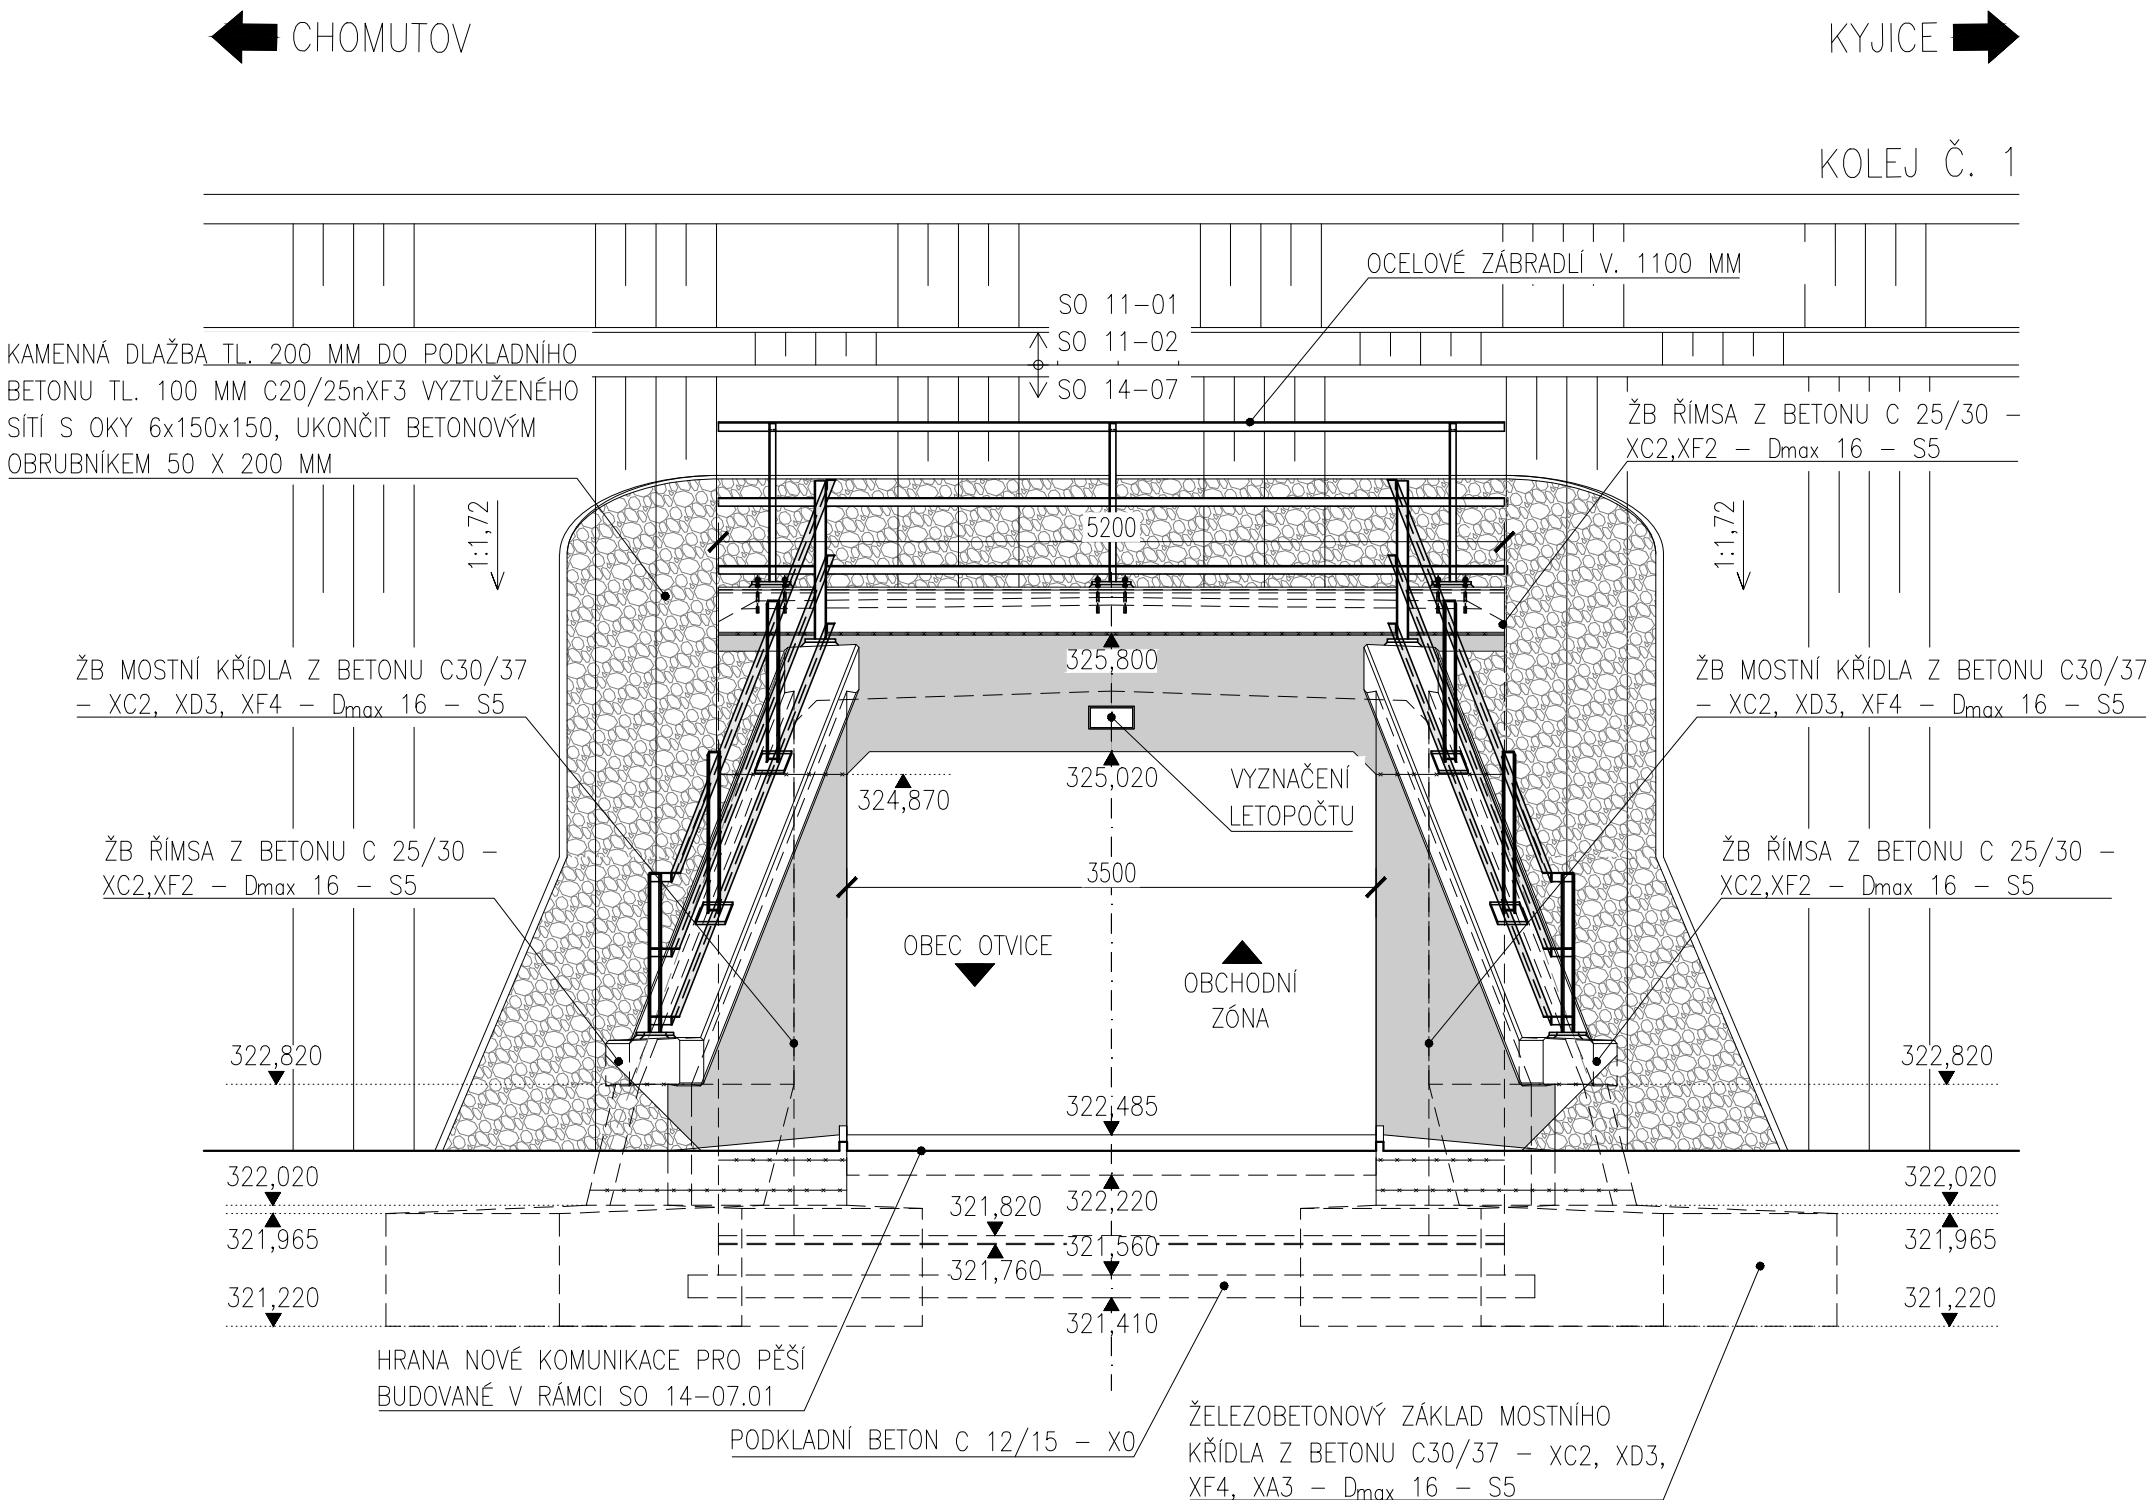 CHOMUTOV
KYJICE
KOLEJ Č. 1
OCELOVÉ ZÁBRADLÍ V. 1100 MM
SO 11-01
SO 11-02
SO 14-07
KAMENNÁ DLAŽBA TL. 200 MM DO PODKLADNÍHO
BETONU TL. 100 MM C20/25nXF3 VYZTUŽENÉHO
SÍTÍ S OKY 6x150x150, UKONČIT BETONOVÝM
OBRUBNÍKEM 50 X 200 MM
ŽB ŘÍMSA Z BETONU C 25/30 -
XC2,XF2 - Dmax 16 - S5
1:1,72
5200
1:1,72
ŽB MOSTNÍ KŘÍDLA Z BETONU C30/37
- XC2, XD3, XF4 - Dmax 16 - S5
325,800
ŽB MOSTNÍ KŘÍDLA Z BETONU C30/37
- XC2, XD3, XF4 - Dmax 16 - S5
325,020
324,870
VYZNAČENÍ
LETOPOČTU
ŽB ŘÍMSA Z BETONU C 25/30 -
XC2,XF2 - Dmax 16 - S5
3500
ŽB ŘÍMSA Z BETONU C 25/30 -
XC2,XF2 - Dmax 16 - S5
OBEC OTVICE
OBCHODNÍ
ZÓNA
322,820
322,820
322,485
322,020
321,965
321,220
321,820
321,760
322,220
321,560
321,410
322,020
321,965
321,220
HRANA NOVÉ KOMUNIKACE PRO PĚŠÍ
BUDOVANÉ V RÁMCI SO 14-07.01
PODKLADNÍ BETON C 12/15 - X0
ŽELEZOBETONOVÝ ZÁKLAD MOSTNÍHO
KŘÍDLA Z BETONU C30/37 - XC2, XD3,
XF4, XA3 - Dmax 16 - S5